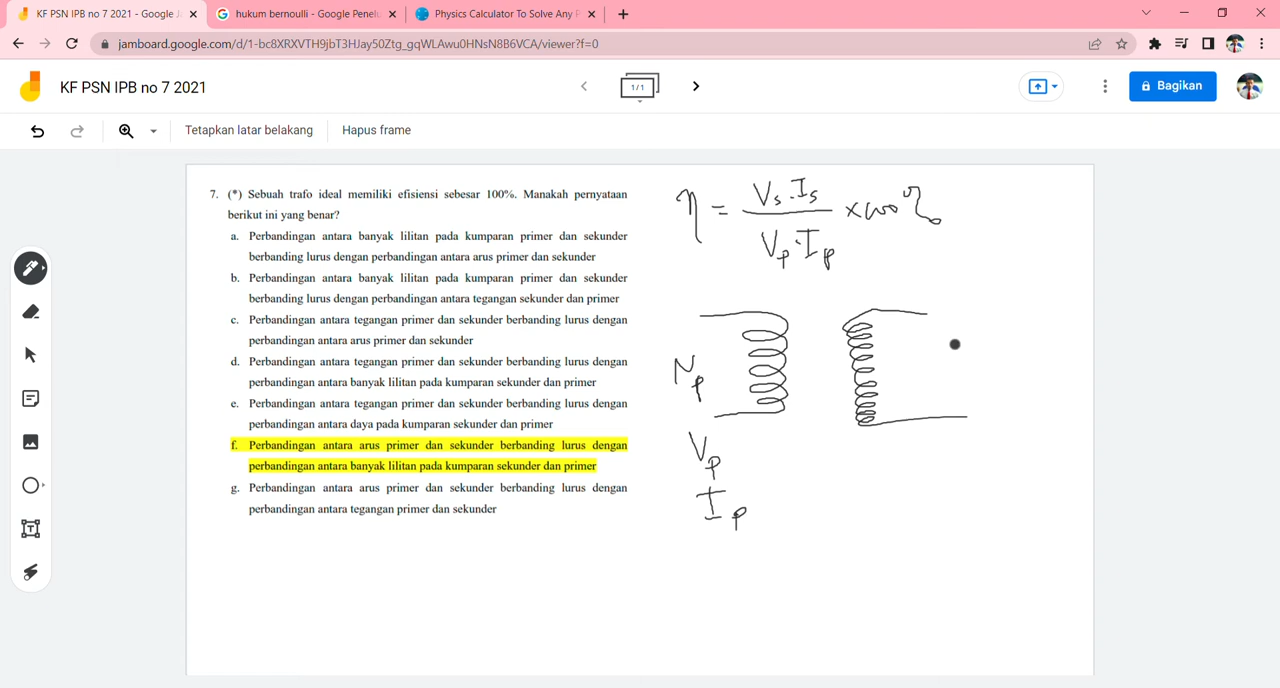 KF PSN IPB no 7 2021 - Google J
hukum bernoulli - Google Penelu
Physics Calculator To Solve Any P
jamboard.google.com/d/1-bc8XRXVTH9jbT3HJay50Ztg_gqWLAwu0HNsN8B6VCA/viewer?f=0
KF PSN IPB no 7 2021
1/1
Bagikan
Tetapkan latar belakang
Hapus frame
7. (*) Sebuah trafo ideal memiliki efisiensi sebesar 100%. Manakah pernyataan
berikut ini yang benar?
a. Perbandingan antara banyak lilitan pada kumparan primer dan sekunder
berbanding lurus dengan perbandingan antara arus primer dan sekunder
b. Perbandingan antara banyak lilitan pada kumparan primer dan sekunder
berbanding lurus dengan perbandingan antara tegangan sekunder dan primer
c. Perbandingan antara tegangan primer dan sekunder berbanding lurus dengan
perbandingan antara arus primer dan sekunder
d. Perbandingan antara tegangan primer dan sekunder berbanding lurus dengan
perbandingan antara banyak lilitan pada kumparan sekunder dan primer
e. Perbandingan antara tegangan primer dan sekunder berbanding lurus dengan
perbandingan antara daya pada kumparan sekunder dan primer
f. Perbandingan antara arus primer dan sekunder berbanding lurus dengan
perbandingan antara banyak lilitan pada kumparan sekunder dan primer
g. Perbandingan antara arus primer dan sekunder berbanding lurus dengan
perbandingan antara tegangan primer dan sekunder
η = Vs.Is / Vp.Ip x 100%
Np
Vp
Ip